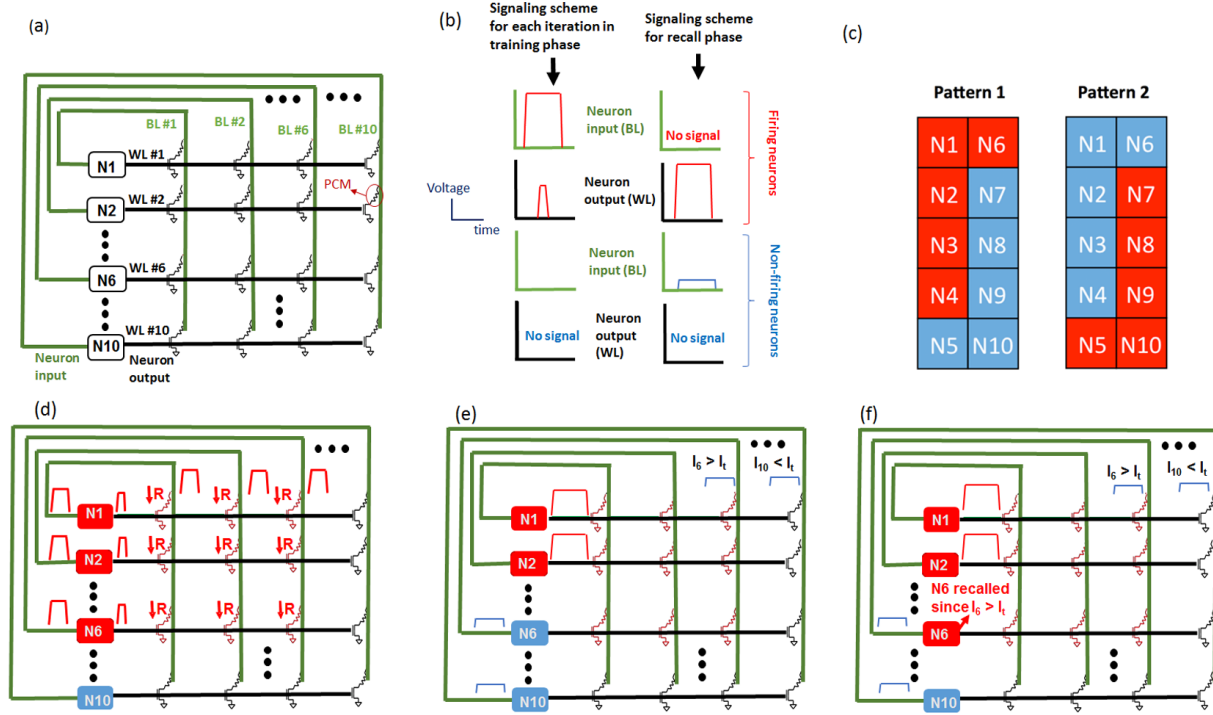 (a)
BL #1
BL #2
BL #6
BL #10
N1
WL #1
PCM
N2
WL #2
N6
WL #6
N10
WL #10
Neuron
input
Neuron
output
(b)
Signaling scheme
for each iteration in
training phase
Signaling scheme
for recall phase
Neuron
input (BL)
No signal
Neuron
output (WL)
Firing neurons
Voltage
time
Neuron
input (BL)
No signal
Neuron
output
(WL)
No signal
Non-firing neurons
(c)
Pattern 1
N1 N6
N2 N7
N3 N8
N4 N9
N5 N10
Pattern 2
N1 N6
N2 N7
N3 N8
N4 N9
N5 N10
(d)
R R R
N1
R R R
N2
R R R
N6
N10
(e)
I6 > It
I10 < It
N1
N2
N6
N10
(f)
I6 > It
I10 < It
N1
N2
N6 recalled
since I6 > It
N6
N10